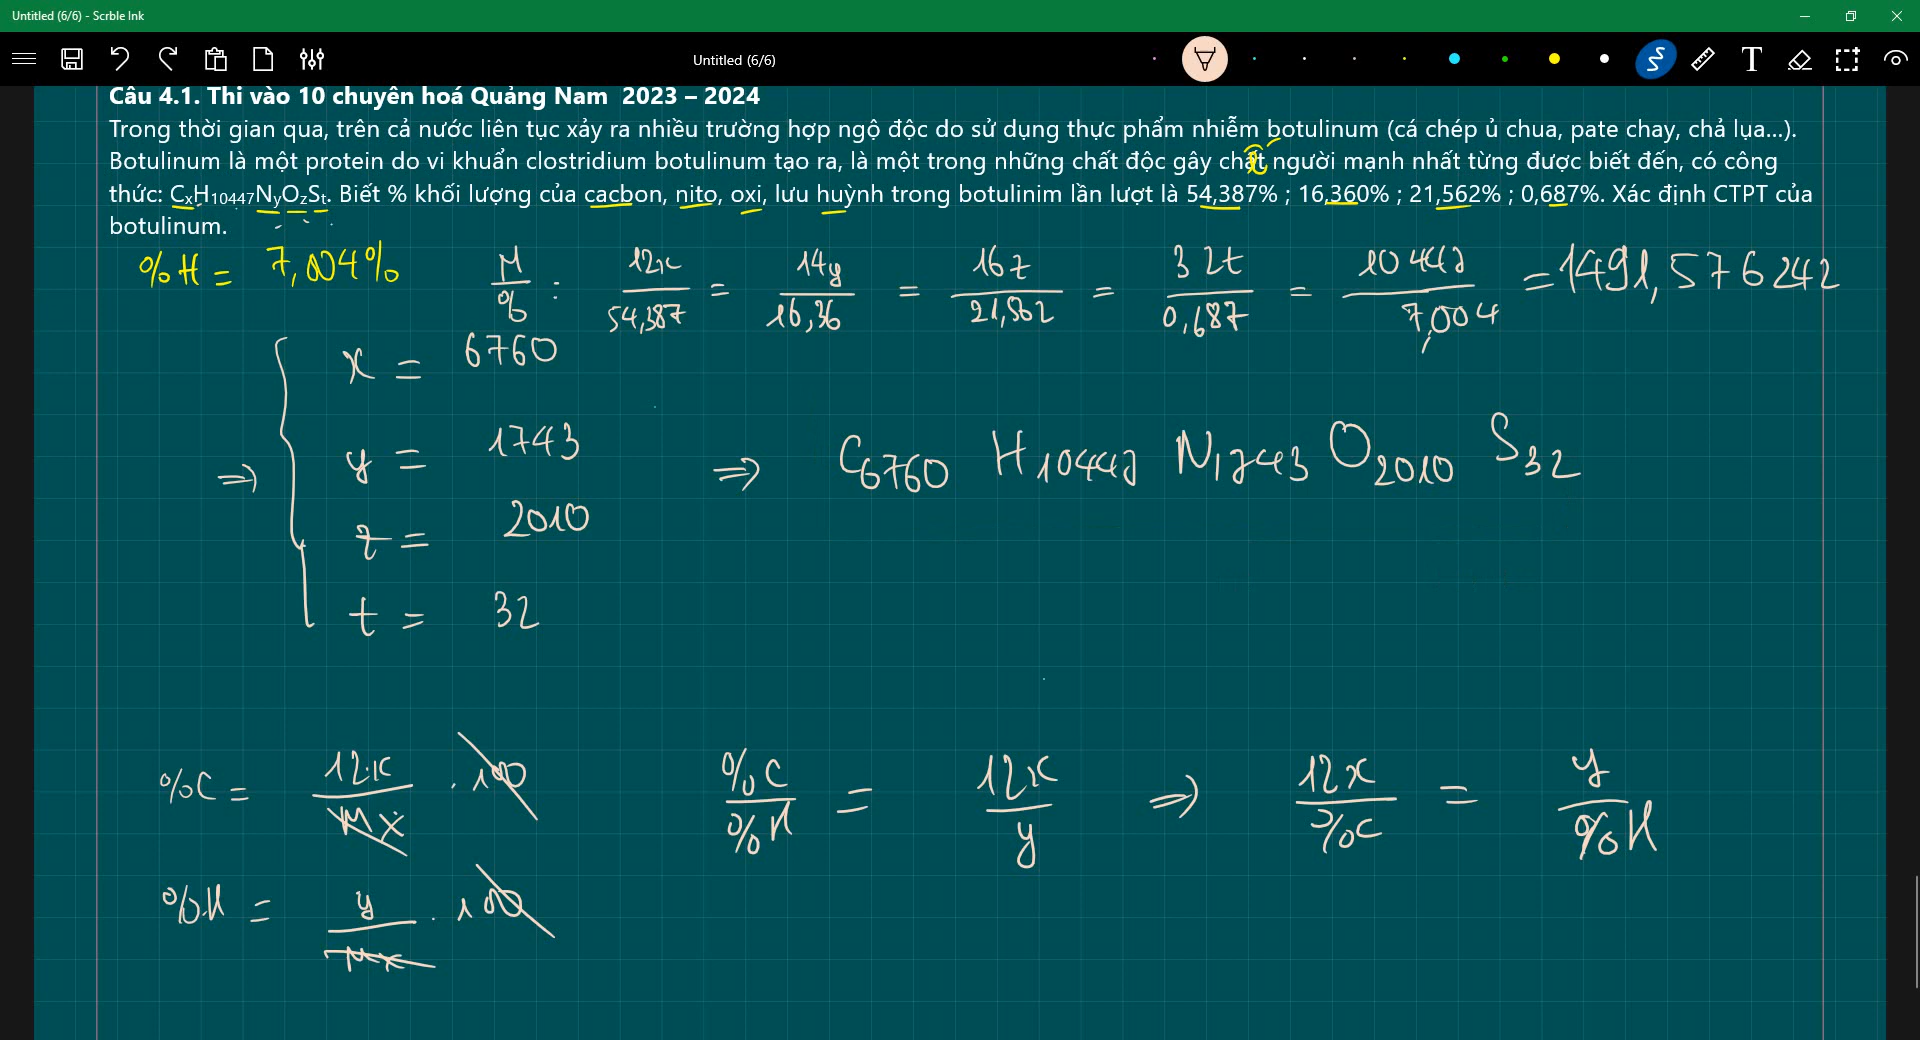 Untitled (6/6) - Scrble Ink
Untitled (6/6)
Câu 4.1. Thi vào 10 chuyên hoá Quảng Nam 2023 – 2024
Trong thời gian qua, trên cả nước liên tục xảy ra nhiều trường hợp ngộ độc do sử dụng thực phẩm nhiễm botulinum (cá chép ủ chua, pate chay, chả lụa...).
Botulinum là một protein do vi khuẩn clostridium botulinum tạo ra, là một trong những chất độc gây chất người mạnh nhất từng được biết đến, có công
thức: CₓH₁₀₄₄₇NyOzSₜ. Biết % khối lượng của cacbon, nito, oxi, lưu huỳnh trong botulinim lần lượt là 54,387% ; 16,360% ; 21,562% ; 0,687%. Xác định CTPT của
botulinum.
%H = 7,004%
M/% : 12x/54,387 = 14y/16,36 = 16z/21,562 = 32t/0,687 = 10447/7,004 = 1491,576242
⇒ x = 6760
y = 1743
z = 2010
t = 32
⇒ C₆₇₆₀ H₁₀₄₄₇ N₁₇₄₃ O₂₀₁₀ S₃₂
%C = 12.x/Mx . 100
%C/%H = 12x/y ⇒ 12x/%C = y/%H
%H = y/Mx . 100